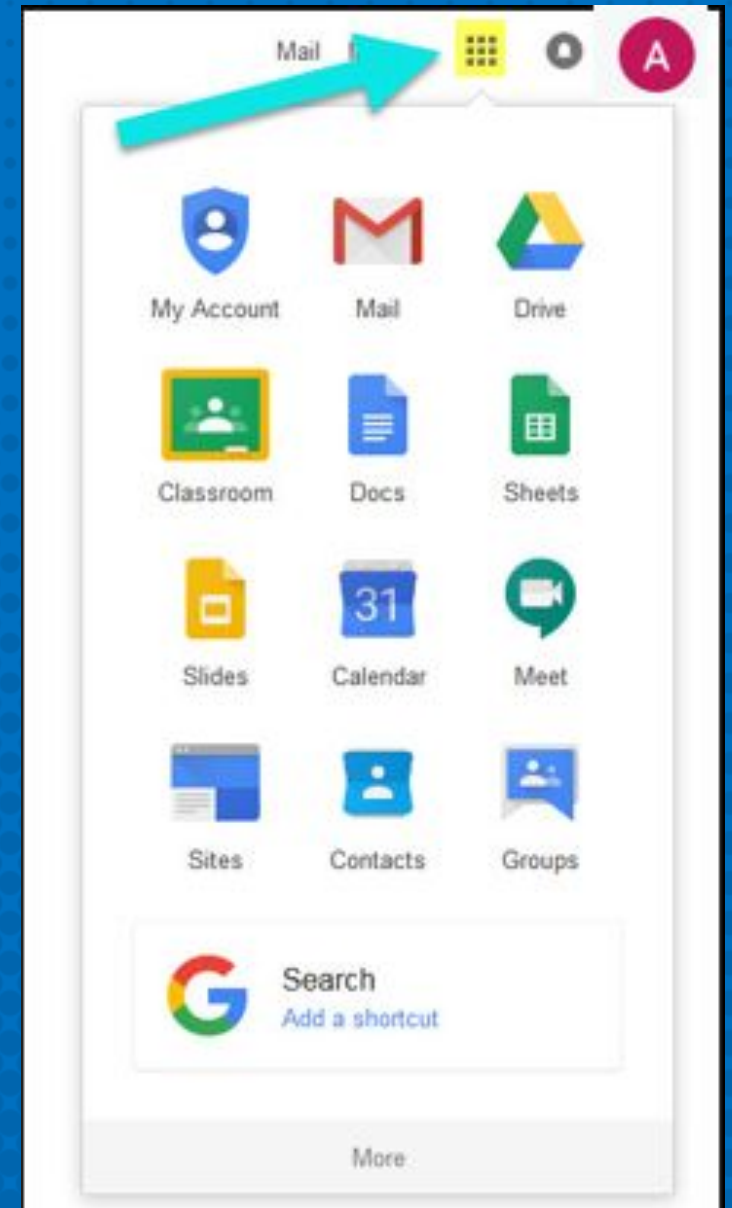 Mail
A
My Account Mail Drive
Classroom Docs Sheets
31
Slides Calendar Meet
Sites Contacts Groups
G Search
Add a shortcut
More